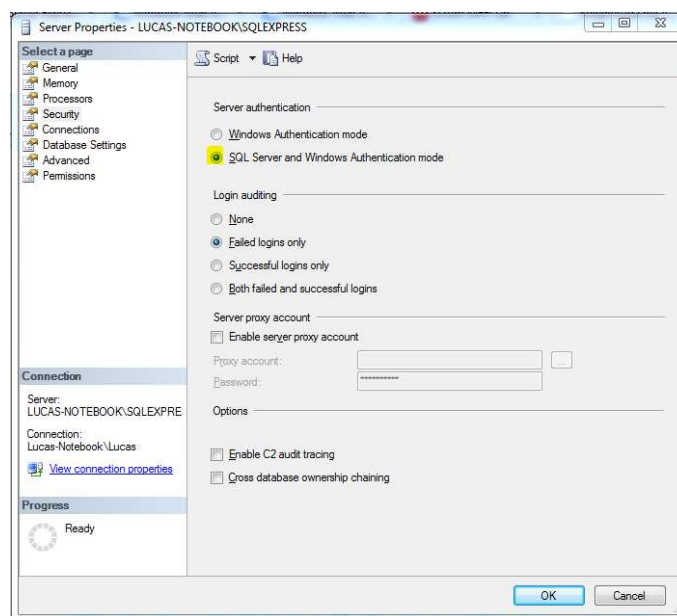 Server Properties - LUCAS-NOTEBOOK\SQLEXPRESS
Select a page
General
Memory
Processors
Security
Connections
Database Settings
Advanced
Permissions
Script
Help
Server authentication
Windows Authentication mode
SQL Server and Windows Authentication mode
Login auditing
None
Failed logins only
Successful logins only
Both failed and successful logins
Server proxy account
Enable server proxy account
Proxy account:
...
Password:
**********
Options
Enable C2 audit tracing
Cross database ownership chaining
Connection
Server:
LUCAS-NOTEBOOK\SQLEXPRE
Connection:
Lucas-Notebook\Lucas
View connection properties
Progress
Ready
OK
Cancel